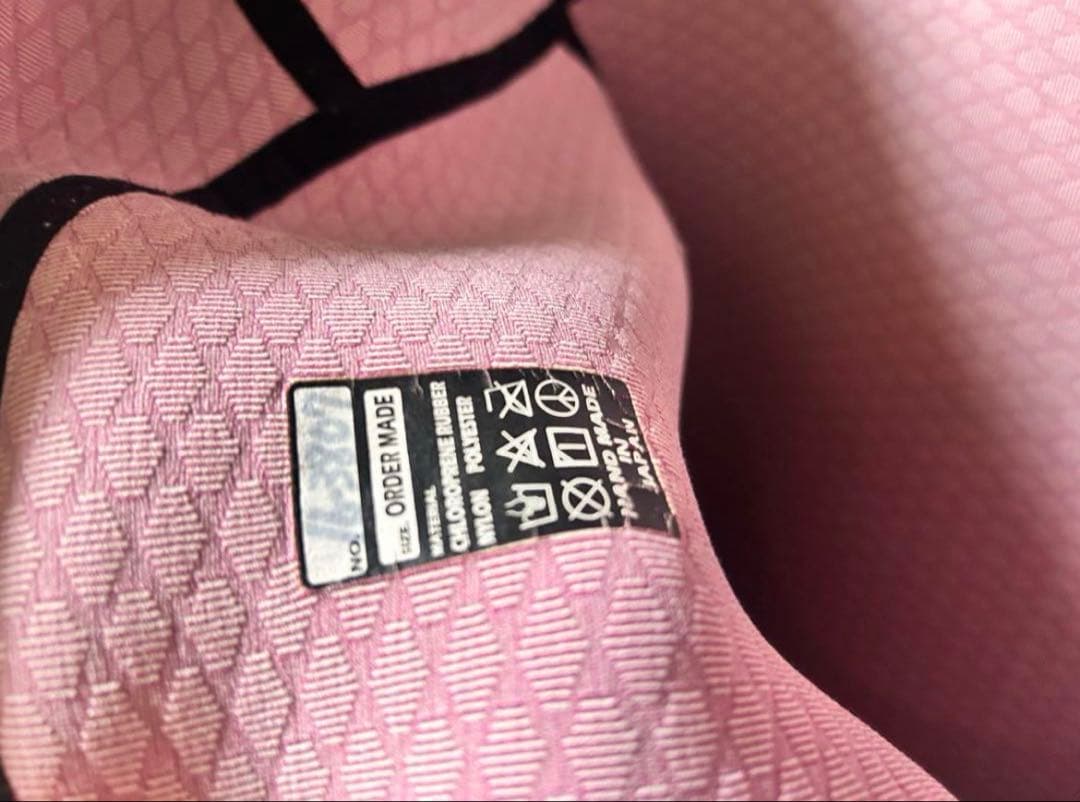 NO.
SIZE. ORDER MADE
MATERIAL
CHLOROPRENE RUBBER
NYLON POLYESTER
HAND MADE
IN
JAPAN